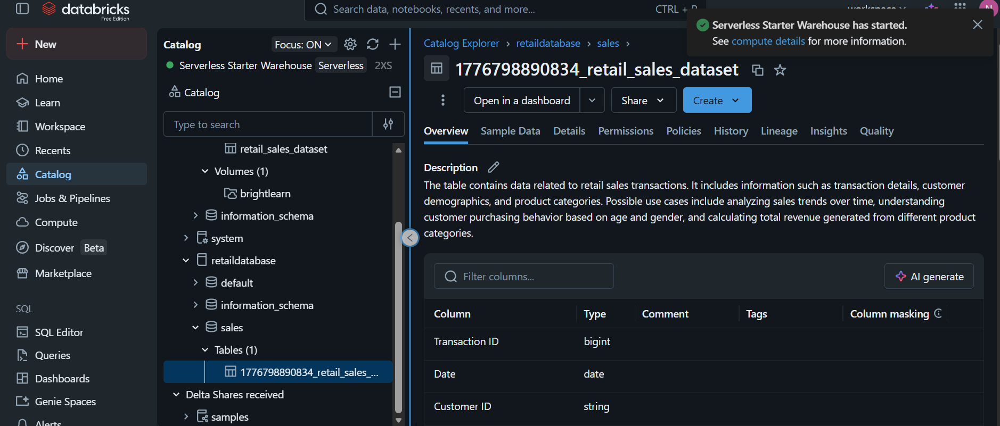 databricks
Free Edition
Search data, notebooks, recents, and more...
CTRL + P
workspace
N
Serverless Starter Warehouse has started.
See compute details for more information.
New
Home
Learn
Workspace
Recents
Catalog
Jobs & Pipelines
Compute
Discover Beta
Marketplace
SQL
SQL Editor
Queries
Dashboards
Genie Spaces
Alerts
Catalog
Focus: ON
Serverless Starter Warehouse Serverless 2XS
Catalog
Type to search
retail_sales_dataset
Volumes (1)
brightlearn
information_schema
system
retaildatabase
default
information_schema
sales
Tables (1)
1776798890834_retail_sales_...
Delta Shares received
samples
Catalog Explorer > retaildatabase > sales >
1776798890834_retail_sales_dataset
Open in a dashboard
Share
Create
Overview Sample Data Details Permissions Policies History Lineage Insights Quality
Description
The table contains data related to retail sales transactions. It includes information such as transaction details, customer
demographics, and product categories. Possible use cases include analyzing sales trends over time, understanding
customer purchasing behavior based on age and gender, and calculating total revenue generated from different product
categories.
Filter columns...
AI generate
Column Type Comment Tags Column masking
Transaction ID bigint
Date date
Customer ID string